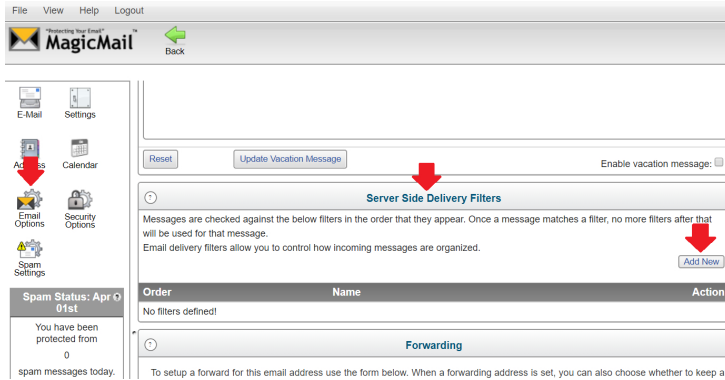 File View Help Logout
"Protecting Your Email"
MagicMail
Back
E-Mail Settings
Calendar
Email Options
Security Options
Spam Settings
Spam Status: Apr 01st
You have been
protected from
0
spam messages today.
Reset Update Vacation Message Enable vacation message:
Server Side Delivery Filters
Messages are checked against the below filters in the order that they appear. Once a message matches a filter, no more filters after that
will be used for that message.
Email delivery filters allow you to control how incoming messages are organized.
Add New
Order Name Action
No filters defined!
Forwarding
To setup a forward for this email address use the form below. When a forwarding address is set, you can also choose whether to keep a